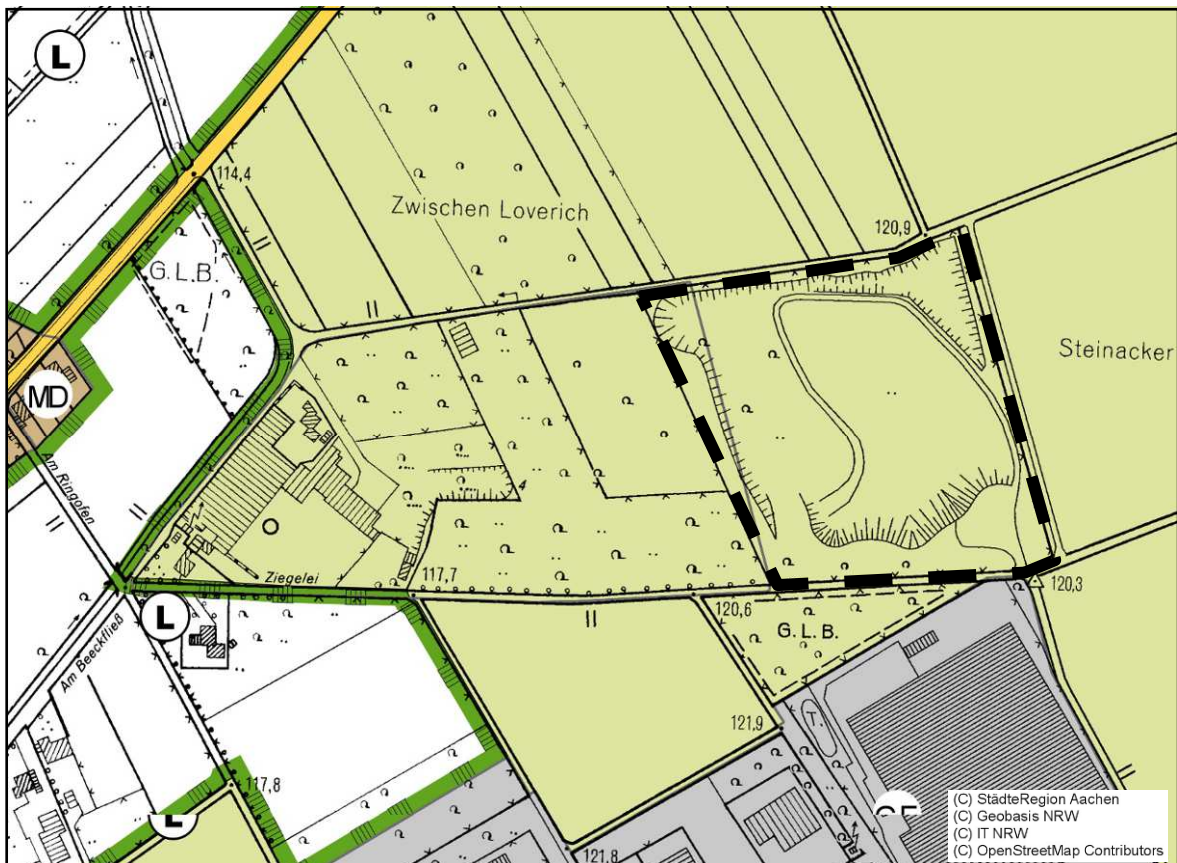 L
114,4
Zwischen Loverich
120,9
G.L.B.
Steinacker
MD
Am Ringofen
4
Ziegelei
117,7
120,6
120,3
L
G.L.B.
Am Beeckfließ
121,9
T.
117,8
L
121,8
(C) StädteRegion Aachen
(C) Geobasis NRW
(C) IT NRW
(C) OpenStreetMap Contributors